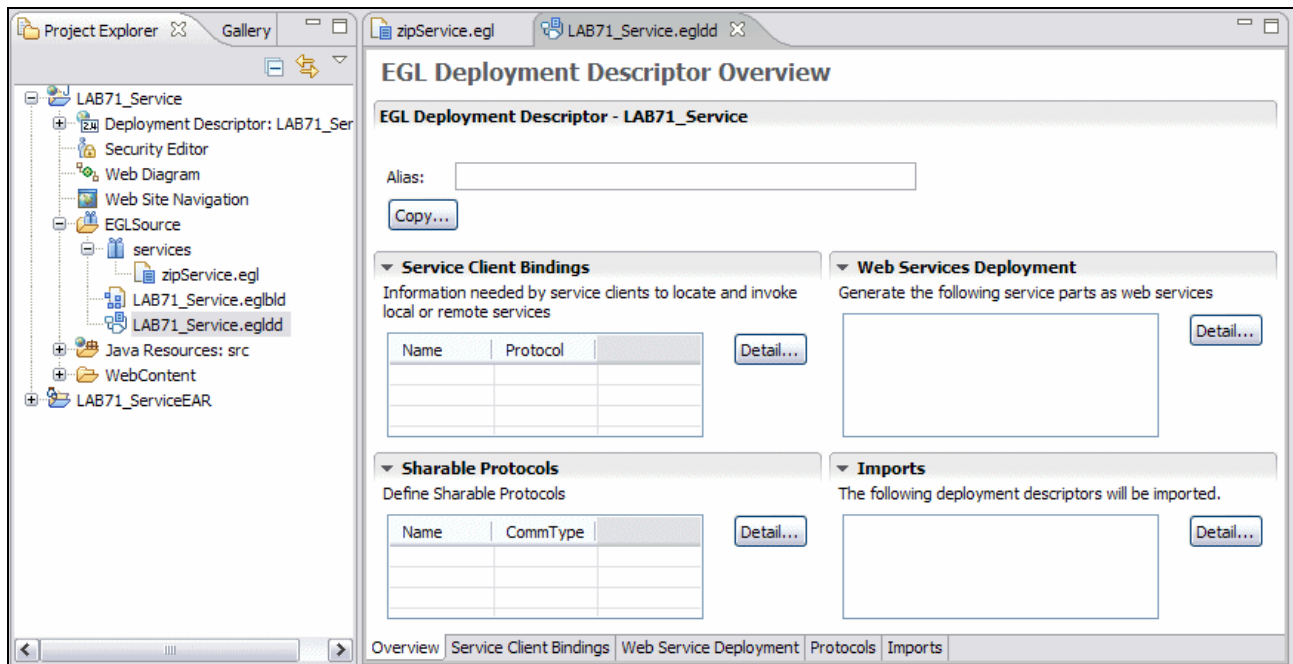 Project Explorer
Gallery
LAB71_Service
2.4 Deployment Descriptor: LAB71_Ser
Security Editor
Web Diagram
Web Site Navigation
EGLSource
services
zipService.egl
LAB71_Service.eglbld
LAB71_Service.egldd
Java Resources: src
WebContent
LAB71_ServiceEAR
zipService.egl
LAB71_Service.egldd
EGL Deployment Descriptor Overview
EGL Deployment Descriptor - LAB71_Service
Alias:
Copy...
Service Client Bindings
Information needed by service clients to locate and invoke
local or remote services
Name Protocol
Detail...
Web Services Deployment
Generate the following service parts as web services
Detail...
Sharable Protocols
Define Sharable Protocols
Name CommType
Detail...
Imports
The following deployment descriptors will be imported.
Detail...
Overview Service Client Bindings Web Service Deployment Protocols Imports